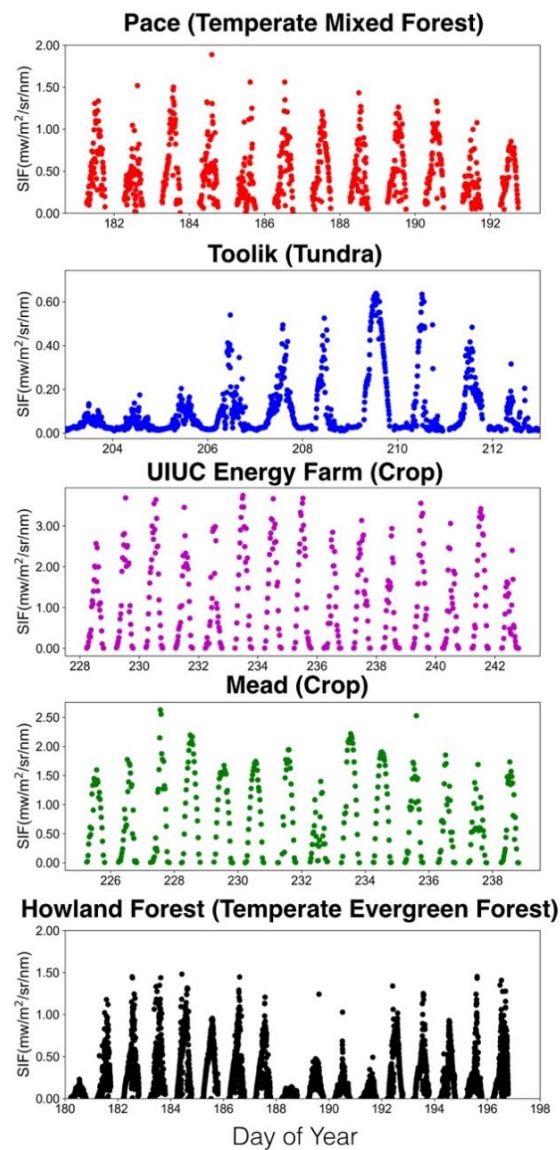 Pace (Temperate Mixed Forest)
2.00
1.50
1.00
0.50
0.00
SIF(mw/m²/sr/nm)
182 184 186 188 190 192
Toolik (Tundra)
0.60
0.40
0.20
0.00
SIF(mw/m²/sr/nm)
204 206 208 210 212
UIUC Energy Farm (Crop)
3.00
2.00
1.00
0.00
SIF(mw/m²/sr/nm)
228 230 232 234 236 238 240 242
Mead (Crop)
2.50
2.00
1.50
1.00
0.50
0.00
SIF(mw/m²/sr/nm)
226 228 230 232 234 236 238
Howland Forest (Temperate Evergreen Forest)
2.00
1.50
1.00
0.50
0.00
SIF(mw/m²/sr/nm)
180 182 184 186 188 190 192 194 196 198
Day of Year